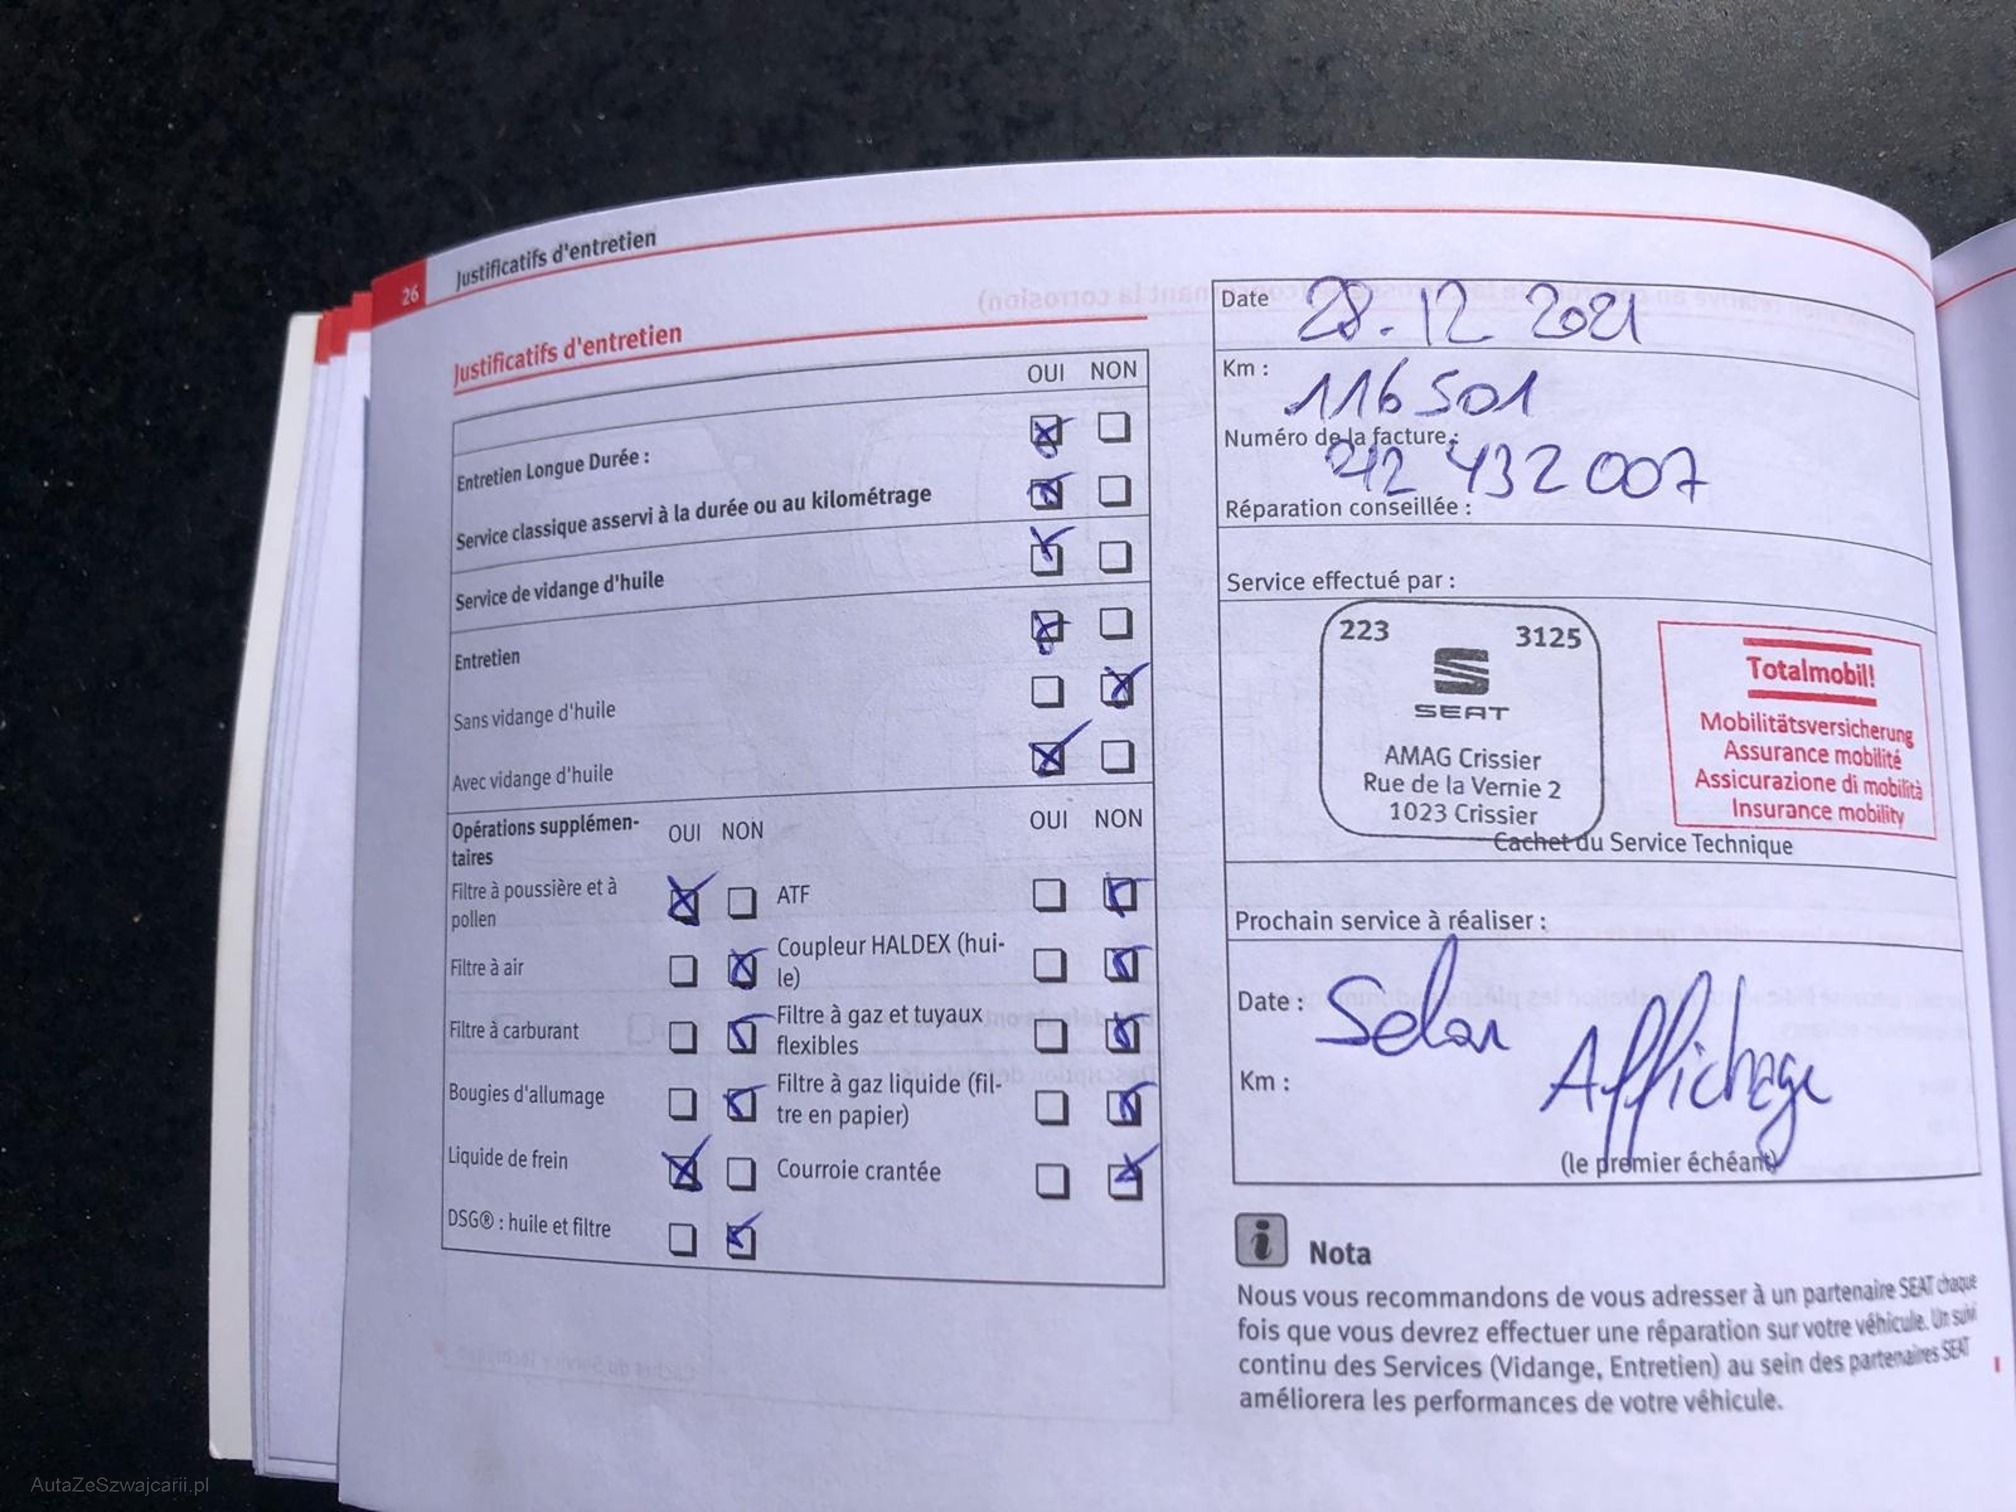 26 Justificatifs d'entretien
Justificatifs d'entretien
OUI NON
Entretien Longue Durée :
Service classique asservi à la durée ou au kilométrage
Service de vidange d'huile
Entretien
Sans vidange d'huile
Avec vidange d'huile
Opérations supplémen-
taires
OUI NON
OUI NON
Filtre à poussière et à
pollen
ATF
Filtre à air
Coupleur HALDEX (hui-
le)
Filtre à carburant
Filtre à gaz et tuyaux
flexibles
Bougies d'allumage
Filtre à gaz liquide (fil-
tre en papier)
Liquide de frein
Courroie crantée
DSG® : huile et filtre
Date 28.12 2021
Km : 116501
Numéro de la facture :
432007
Réparation conseillée :
Service effectué par :
223 3125
SEAT
AMAG Crissier
Rue de la Vernie 2
1023 Crissier
Totalmobil!
Mobilitätsversicherung
Assurance mobilité
Assicurazione di mobilità
Insurance mobility
Cachet du Service Technique
Prochain service à réaliser :
Date : Selon
Affichage
Km :
(le premier échéant)
Nota
Nous vous recommandons de vous adresser à un partenaire SEAT chaque
fois que vous devrez effectuer une réparation sur votre véhicule. Un suivi
continu des Services (Vidange, Entretien) au sein des partenaires SEAT
améliorera les performances de votre véhicule.
AutaZeSzwajcarii.pl